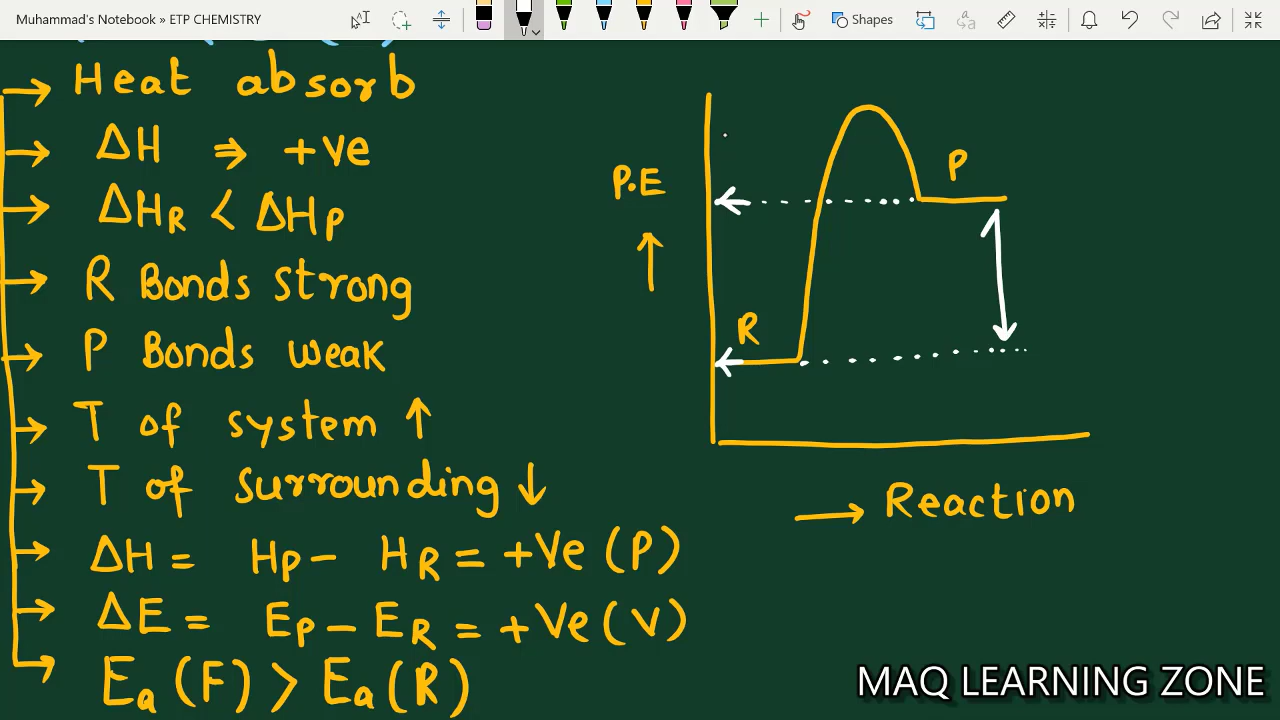 Muhammad's Notebook » ETP CHEMISTRY
Shapes
→ Heat absorb
→ ΔH ⇒ +ve
→ ΔHR < ΔHP
→ R Bonds strong
→ P Bonds weak
→ T of system ↑
→ T of surrounding ↓
→ ΔH = HP - HR = +Ve (P)
→ ΔE = EP - ER = +Ve (V)
→ Ea (F) > Ea (R)
P.E
↑
P
R
→ Reaction
MAQ LEARNING ZONE